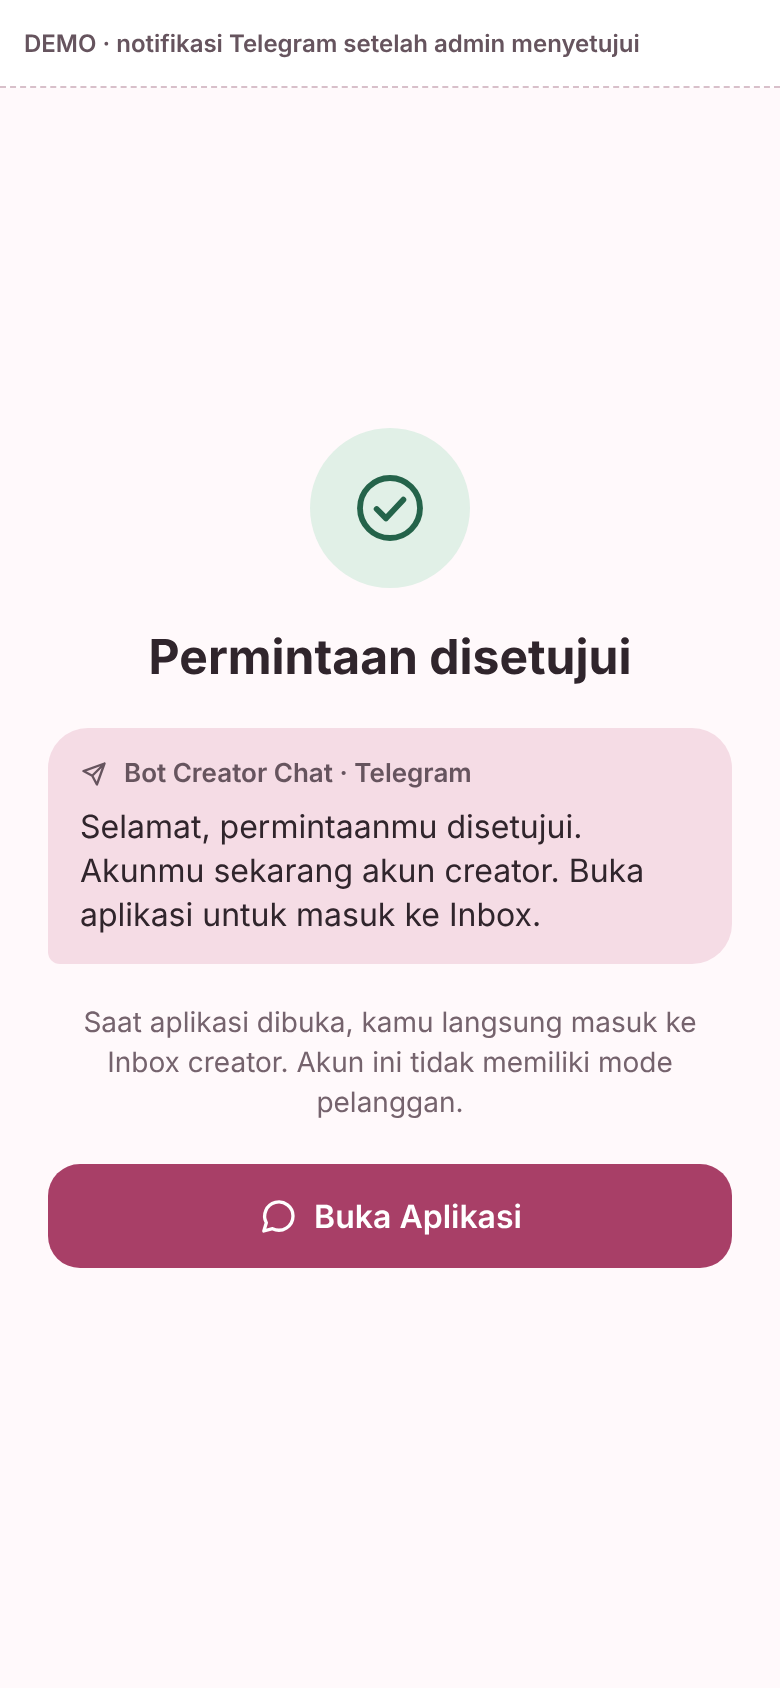 DEMO · notifikasi Telegram setelah admin menyetujui
Permintaan disetujui
Bot Creator Chat · Telegram
Selamat, permintaanmu disetujui.
Akunmu sekarang akun creator. Buka
aplikasi untuk masuk ke Inbox.
Saat aplikasi dibuka, kamu langsung masuk ke
Inbox creator. Akun ini tidak memiliki mode
pelanggan.
Buka Aplikasi